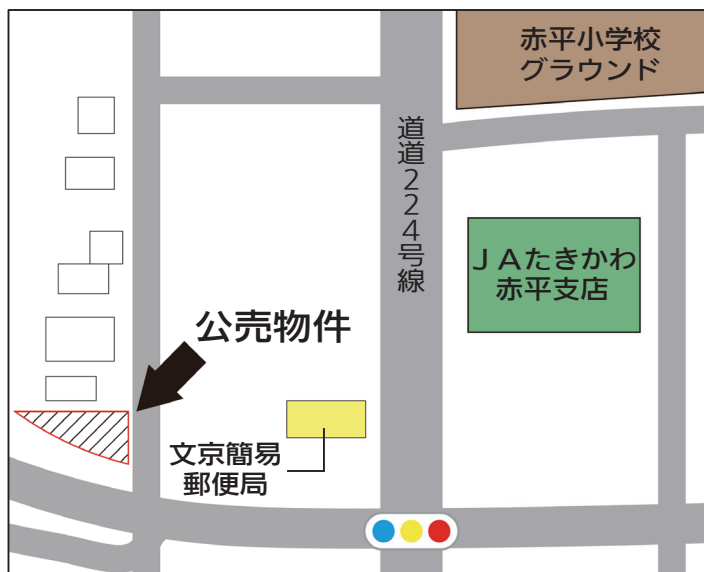 赤平小学校
グラウンド
道道224号線
JAたきかわ
赤平支店
公売物件
文京簡易
郵便局